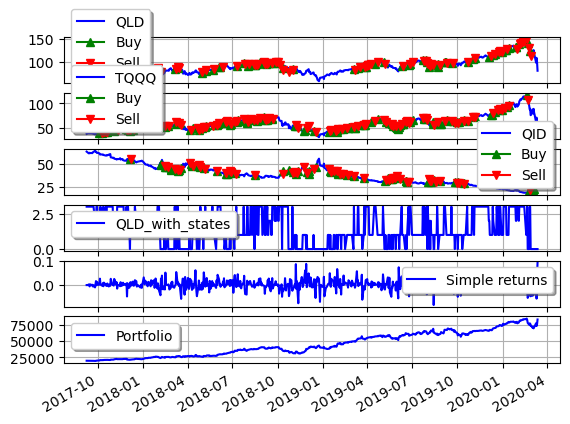 QLD
Buy
Sell
150
100
TQQQ
Buy
Sell
100
50
QID
Buy
Sell
50
25
QLD_with_states
2.5
0.0
Simple returns
0.1
0.0
Portfolio
75000
50000
25000
2017-10 2018-01 2018-04 2018-07 2018-10 2019-01 2019-04 2019-07 2019-10 2020-01 2020-04